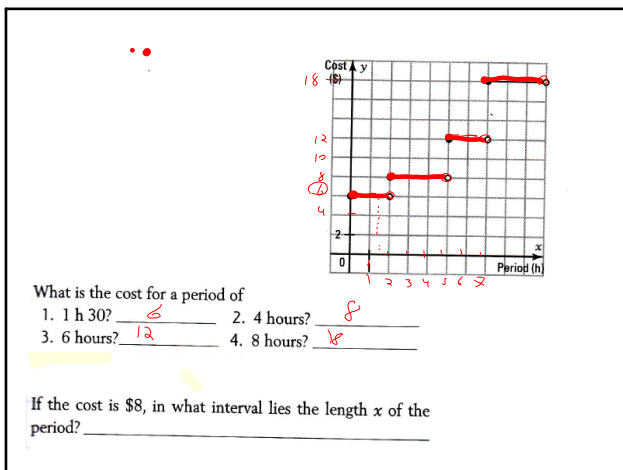 Cost y
18 ($)
12
10
8
6
4
2
0
x
Period (h)
1 2 3 4 5 6 7
What is the cost for a period of
1. 1 h 30? 6 2. 4 hours? 8
3. 6 hours? 12 4. 8 hours? 18
If the cost is $8, in what interval lies the length x of the
period?